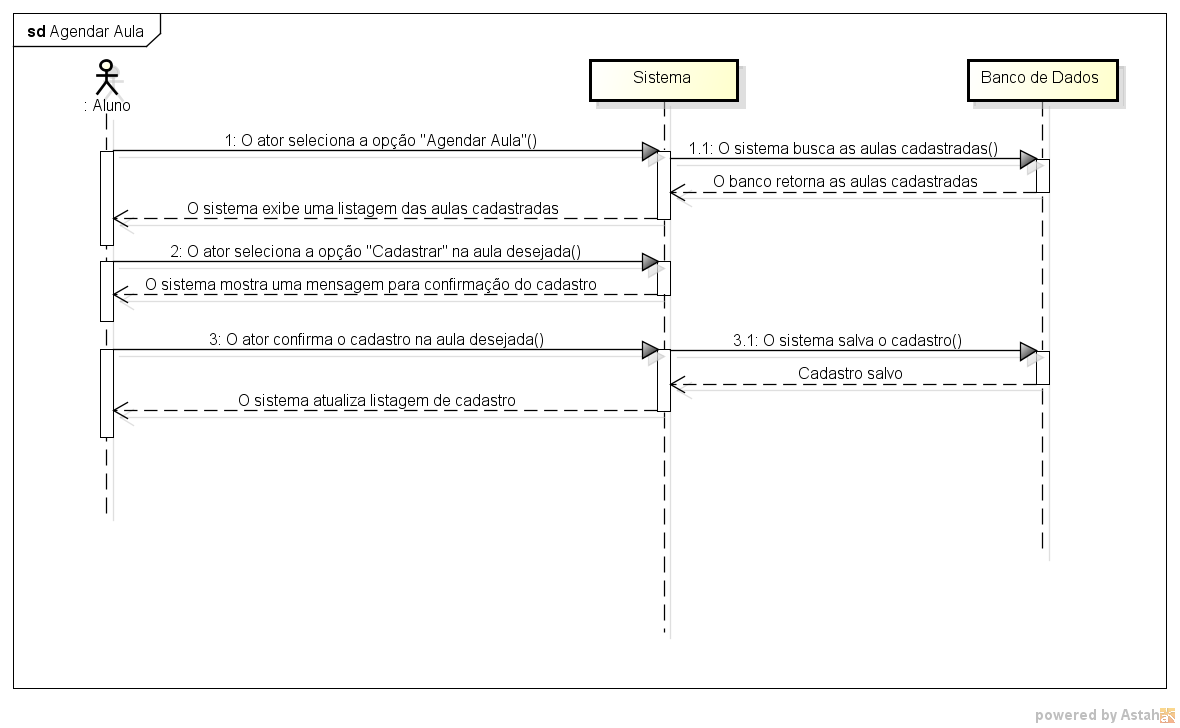 sd Agendar Aula
: Aluno
Sistema
Banco de Dados
1: O ator seleciona a opção "Agendar Aula"()
1.1: O sistema busca as aulas cadastradas()
O banco retorna as aulas cadastradas
O sistema exibe uma listagem das aulas cadastradas
2: O ator seleciona a opção "Cadastrar" na aula desejada()
O sistema mostra uma mensagem para confirmação do cadastro
3: O ator confirma o cadastro na aula desejada()
3.1: O sistema salva o cadastro()
Cadastro salvo
O sistema atualiza listagem de cadastro
powered by Astah